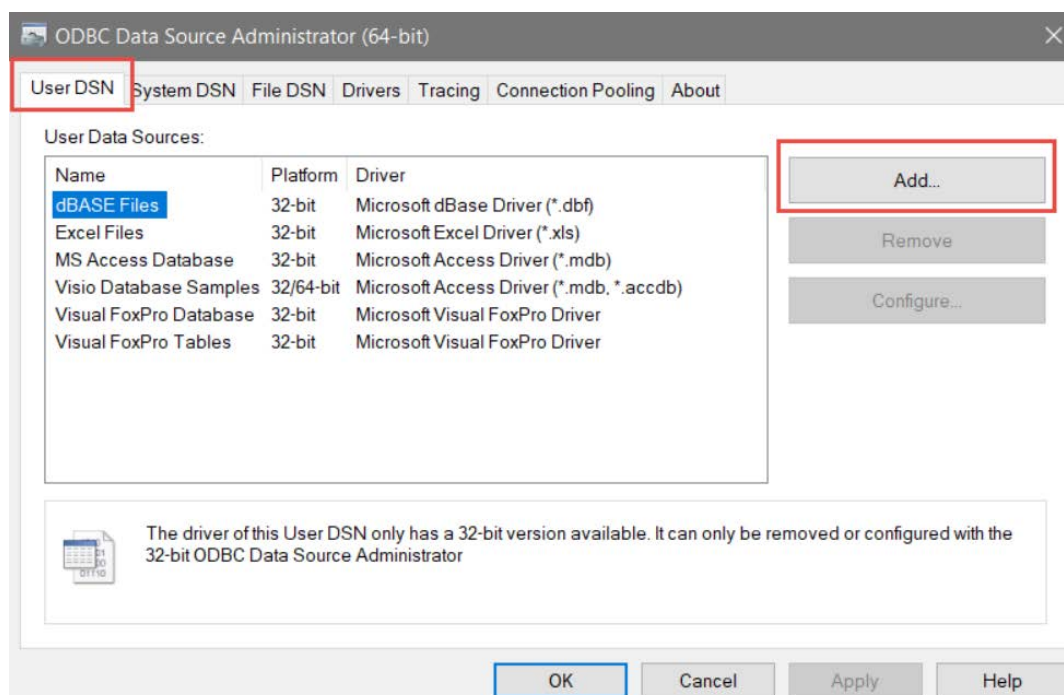 ODBC Data Source Administrator (64-bit)
User DSN System DSN File DSN Drivers Tracing Connection Pooling About
User Data Sources:
Name Platform Driver
dBASE Files 32-bit Microsoft dBase Driver (*.dbf)
Excel Files 32-bit Microsoft Excel Driver (*.xls)
MS Access Database 32-bit Microsoft Access Driver (*.mdb)
Visio Database Samples 32/64-bit Microsoft Access Driver (*.mdb, *.accdb)
Visual FoxPro Database 32-bit Microsoft Visual FoxPro Driver
Visual FoxPro Tables 32-bit Microsoft Visual FoxPro Driver
Add...
Remove
Configure...
The driver of this User DSN only has a 32-bit version available. It can only be removed or configured with the
32-bit ODBC Data Source Administrator
OK Cancel Apply Help